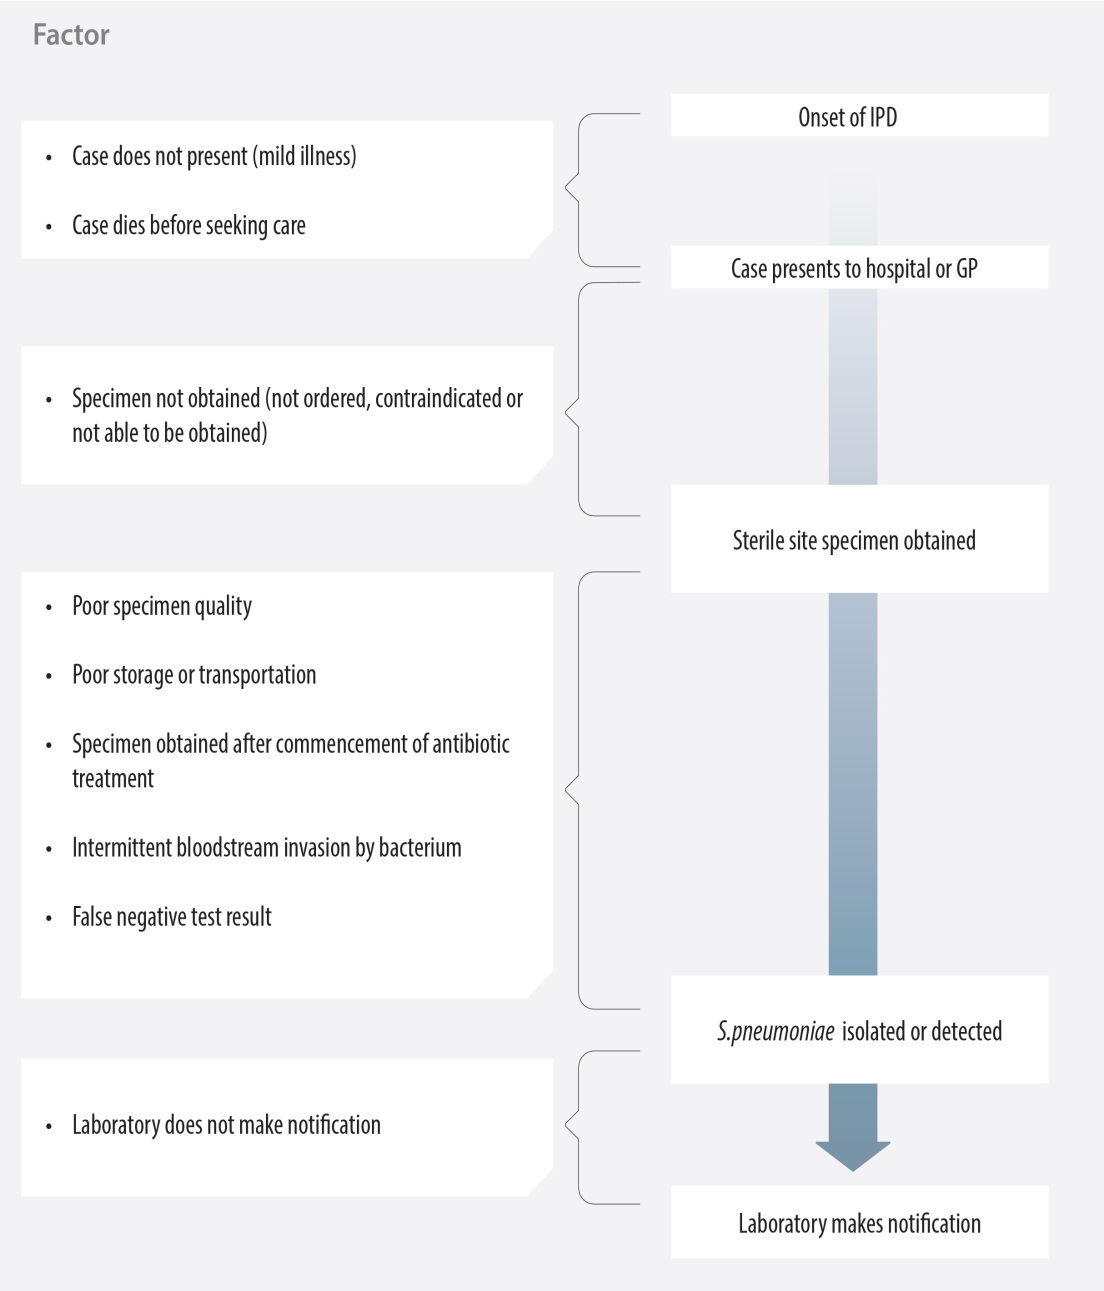 Factor
Onset of IPD
• Case does not present (mild illness)
• Case dies before seeking care
Case presents to hospital or GP
• Specimen not obtained (not ordered, contraindicated or
not able to be obtained)
Sterile site specimen obtained
• Poor specimen quality
• Poor storage or transportation
• Specimen obtained after commencement of antibiotic
treatment
• Intermittent bloodstream invasion by bacterium
• False negative test result
S.pneumoniae isolated or detected
• Laboratory does not make notification
Laboratory makes notification